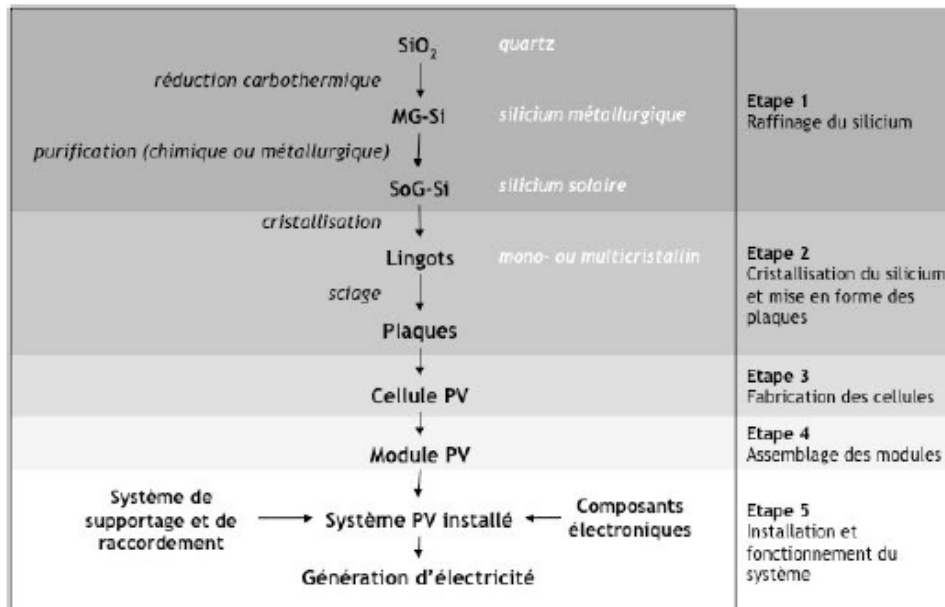 SiO₂ quartz
réduction carbothermique
MG-Si silicium métallurgique
purification (chimique ou métallurgique)
SoG-Si silicium solaire
Etape 1
Raffinage du silicium
cristallisation
Lingots mono- ou multicristallin
sciage
Plaques
Etape 2
Cristallisation du silicium
et mise en forme des
plaques
Cellule PV
Etape 3
Fabrication des cellules
Module PV
Etape 4
Assemblage des modules
Système de
supportage et de
raccordement
Système PV installé
Composants
électroniques
Génération d'électricité
Etape 5
Installation et
fonctionnement du
système